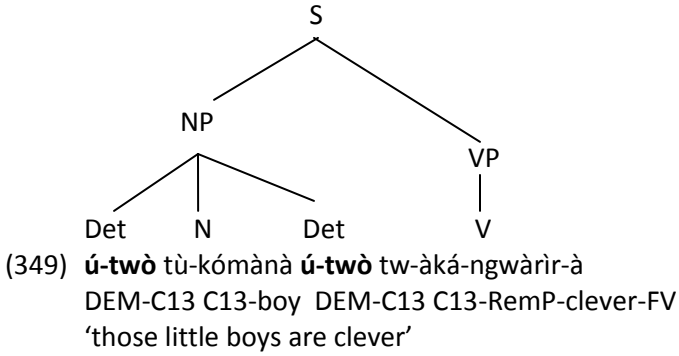 S
NP
VP
Det N Det V
(349) ú-twò tù-kómànà ú-twò tw-àká-ngwàrìr-à
DEM-C13 C13-boy DEM-C13 C13-RemP-clever-FV
‘those little boys are clever’